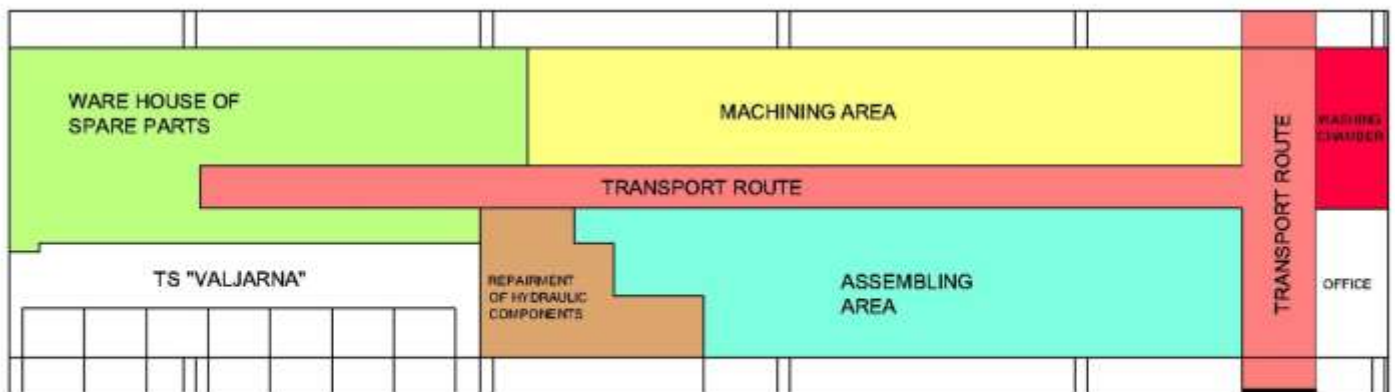 WARE HOUSE OF
SPARE PARTS
MACHINING AREA
TRANSPORT ROUTE
TRANSPORT ROUTE
TS "VALJARNA"
REPAIRMENT
OF HYDRAULIC
COMPONENTS
ASSEMBLING
AREA
OFFICE